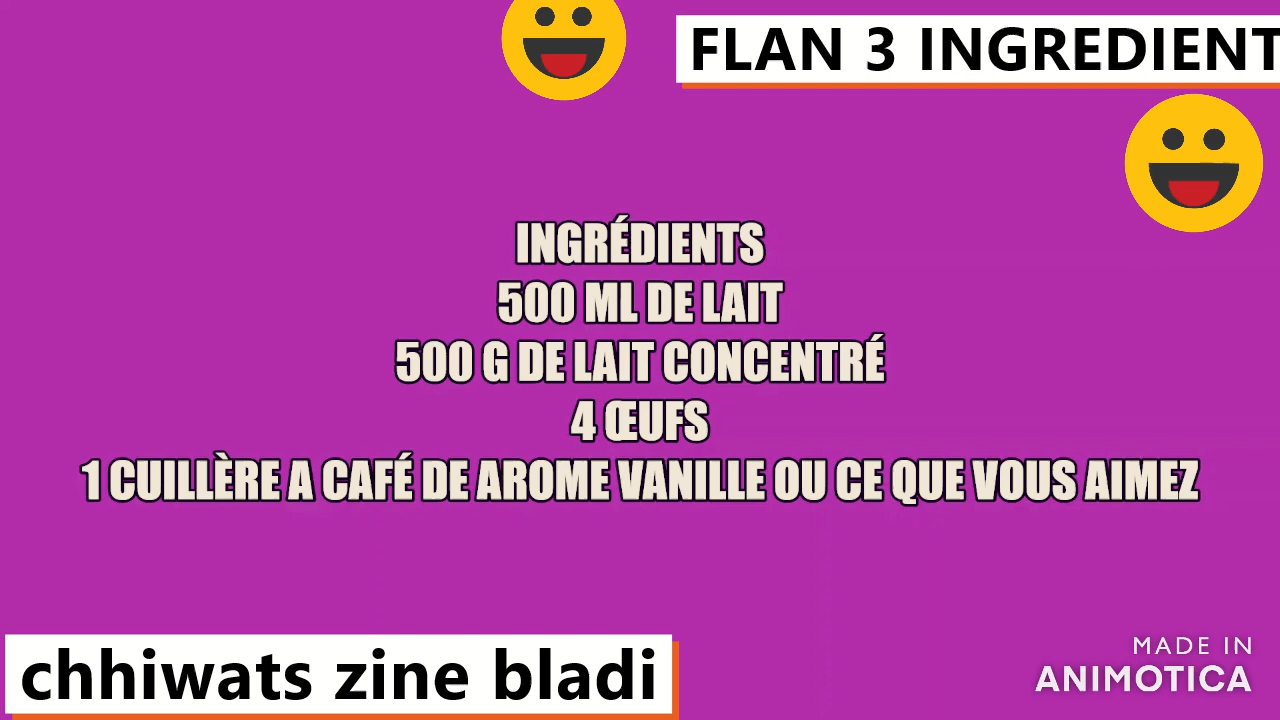 FLAN 3 INGREDIENT
INGRÉDIENTS
500 ML DE LAIT
500 G DE LAIT CONCENTRÉ
4 ŒUFS
1 CUILLÈRE A CAFÉ DE AROME VANILLE OU CE QUE VOUS AIMEZ
chhiwats zine bladi
MADE IN
ANIMOTICA